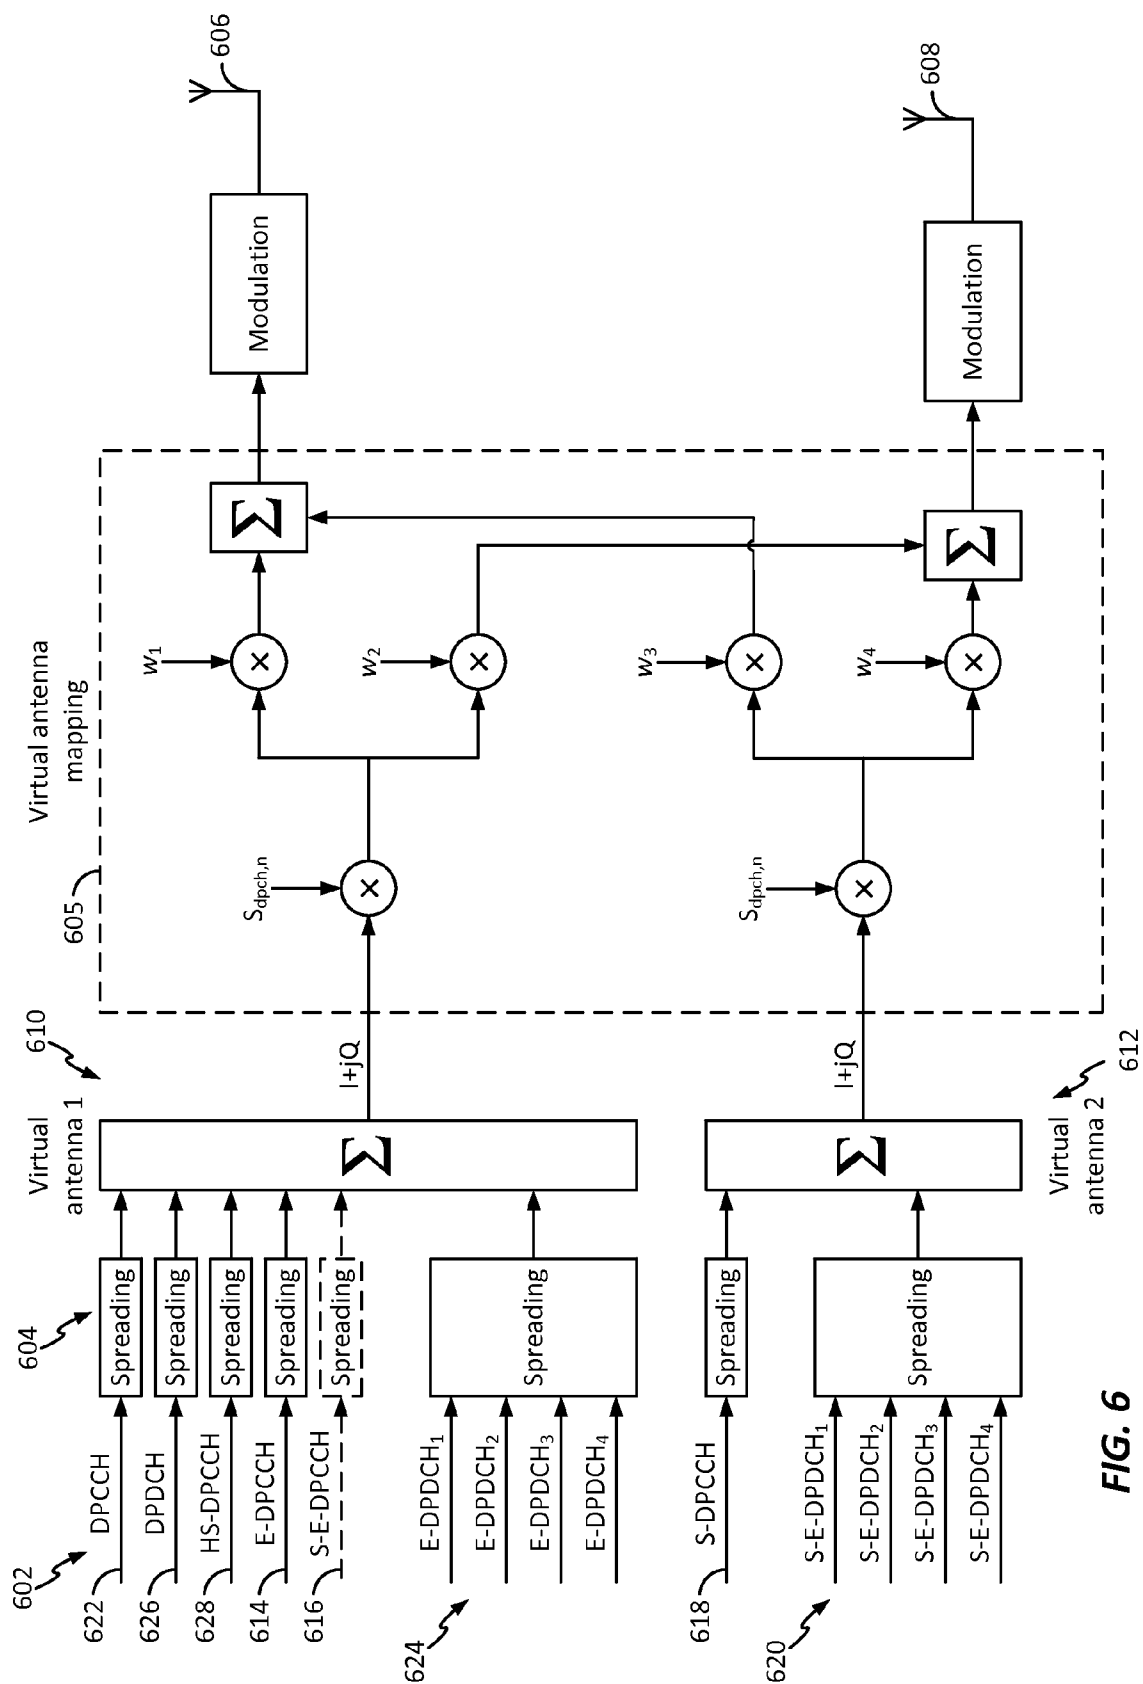 602
622
DPCCH
626
DPDCH
628
HS-DPCCH
614
E-DPCCH
616
S-E-DPCCH
624
E-DPDCH1
E-DPDCH2
E-DPDCH3
E-DPDCH4
618
S-DPCCH
620
S-E-DPDCH1
S-E-DPDCH2
S-E-DPDCH3
S-E-DPDCH4
604
Spreading
Spreading
Spreading
Spreading
Spreading
Spreading
Spreading
Spreading
Virtual
antenna 1
610
Σ
I+jQ
Σ
I+jQ
Virtual
antenna 2
612
605
Virtual antenna
mapping
Sdpch,n
×
Sdpch,n
×
w1
×
w2
×
w3
×
w4
×
Σ
Σ
Modulation
606
Modulation
608
FIG. 6